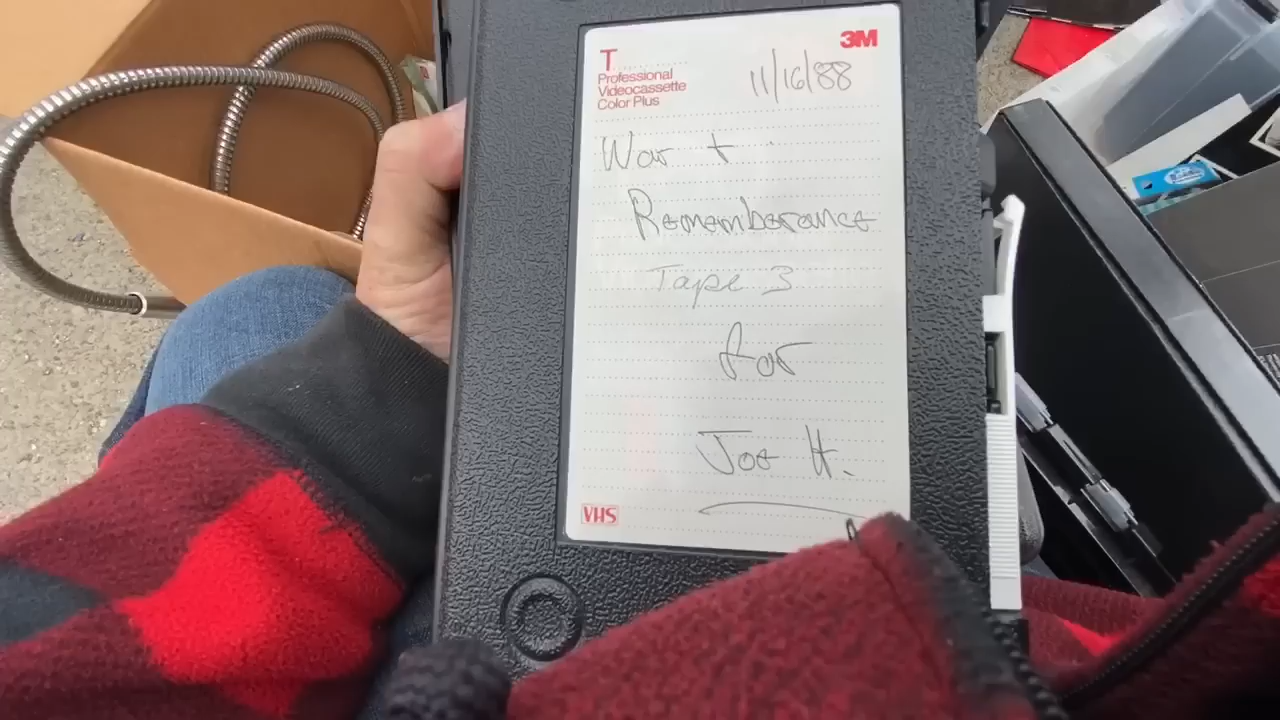 T
3M
Professional
Videocassette
Color Plus
11/16/88
War +
Rememberance
Tape 3
for
Joe H.
VHS